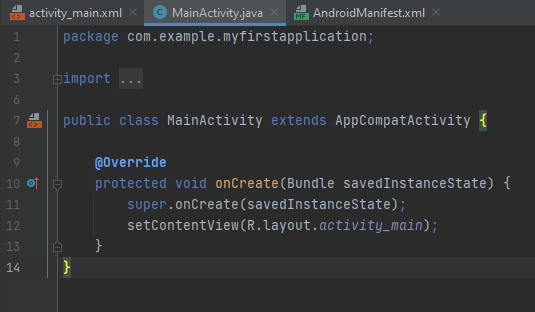 activity_main.xml × MainActivity.java × AndroidManifest.xml ×
1 package com.example.myfirstapplication;
2
3 import ...
6
7 public class MainActivity extends AppCompatActivity {
8
9     @Override
10     protected void onCreate(Bundle savedInstanceState) {
11         super.onCreate(savedInstanceState);
12         setContentView(R.layout.activity_main);
13     }
14 }